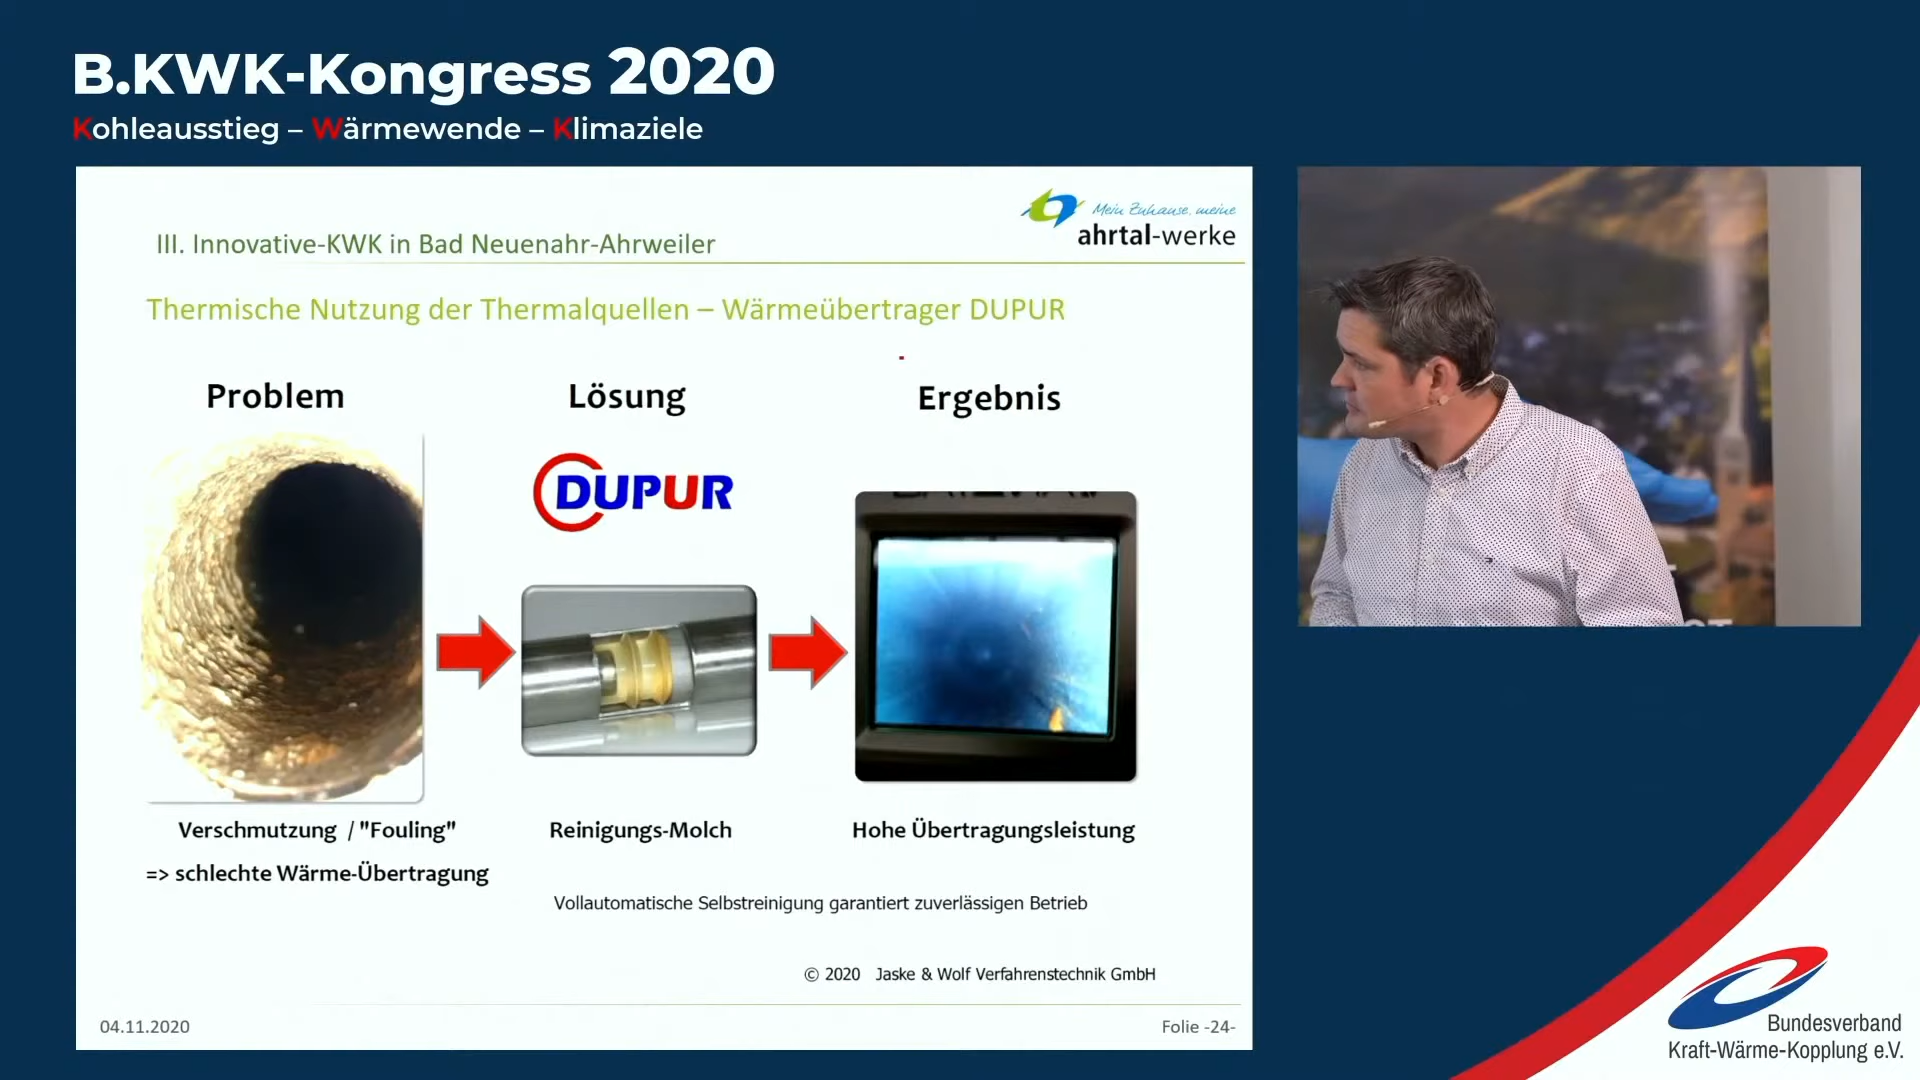 B.KWK-Kongress 2020
Kohleausstieg – Wärmewende – Klimaziele
Mein Zuhause, meine
ahrtal-werke
III. Innovative-KWK in Bad Neuenahr-Ahrweiler
Thermische Nutzung der Thermalquellen – Wärmeübertrager DUPUR
Problem
Lösung
Ergebnis
DUPUR
Verschmutzung / "Fouling"
=> schlechte Wärme-Übertragung
Reinigungs-Molch
Hohe Übertragungsleistung
Vollautomatische Selbstreinigung garantiert zuverlässigen Betrieb
© 2020 Jaske & Wolf Verfahrenstechnik GmbH
04.11.2020
Folie -24-
Bundesverband
Kraft-Wärme-Kopplung e.V.